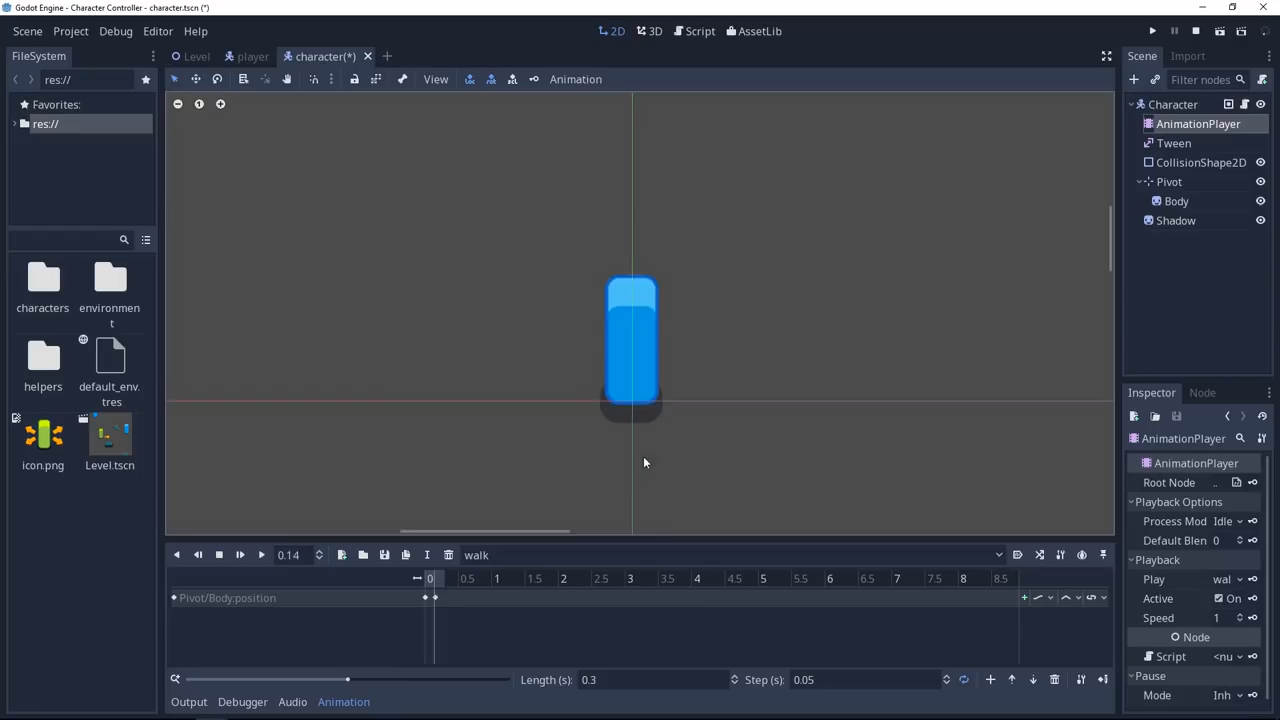 Godot Engine - Character Controller - character.tscn (*)
Scene Project Debug Editor Help
2D 3D Script AssetLib
FileSystem
Level player character(*)
Scene Import
res://
View Animation
Filter nodes
Favorites:
res://
Character
AnimationPlayer
Tween
CollisionShape2D
Pivot
Body
Shadow
characters
environmen
t
helpers
default_env.
tres
icon.png
Level.tscn
Inspector Node
AnimationPlayer
AnimationPlayer
Root Node ..
Playback Options
Process Mod Idle
Default Blen 0
Playback
Play wal
Active On
Speed 1
Node
Script <nu
Pause
Mode Inh
0.14 walk
0 0.5 1 1.5 2 2.5 3 3.5 4 4.5 5 5.5 6 6.5 7 7.5 8 8.5
Pivot/Body:position
Length (s): 0.3 Step (s): 0.05
Output Debugger Audio Animation